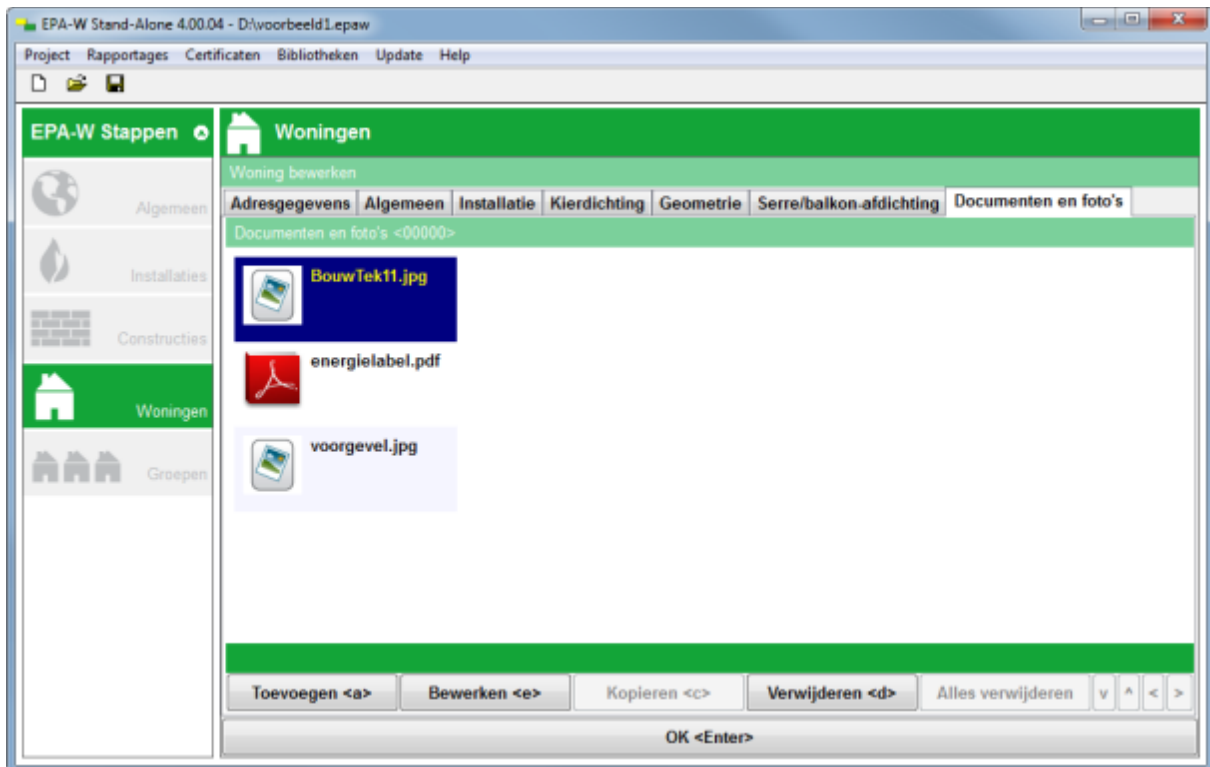 EPA-W Stand-Alone 4.00.04 - D:\voorbeeld1.epaw
Project Rapportages Certificaten Bibliotheken Update Help
EPA-W Stappen
Woningen
Woning bewerken
Adresgegevens Algemeen Installatie Kierdichting Geometrie Serre/balkon-afdichting Documenten en foto's
Documenten en foto's <00000>
Algemeen
Installaties
Constructies
Woningen
Groepen
BouwTek11.jpg
energielabel.pdf
voorgevel.jpg
Toevoegen <a> Bewerken <e> Kopieren <c> Verwijderen <d> Alles verwijderen v ^ < >
OK <Enter>